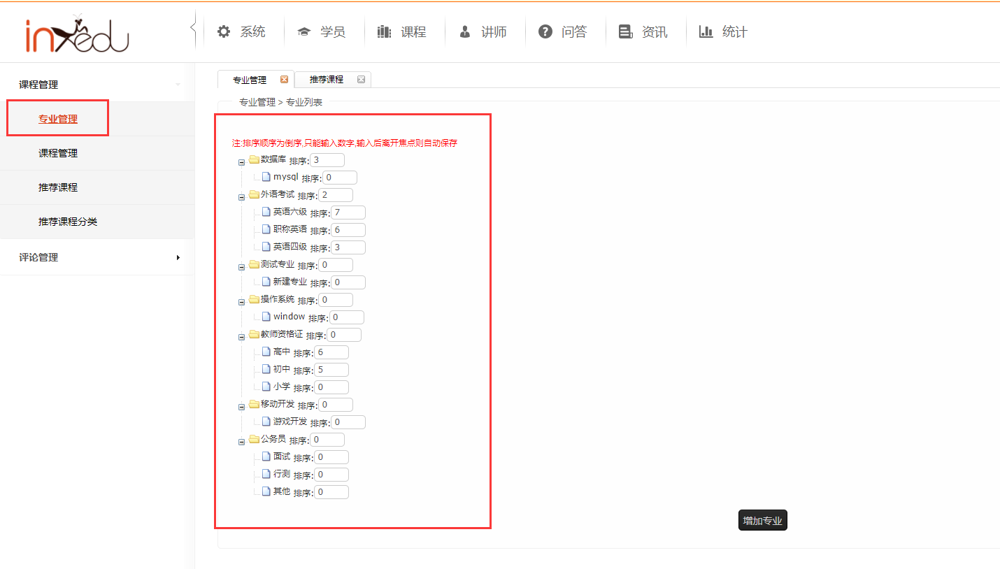 inxedu
系统 学员 课程 讲师 问答 资讯 统计
课程管理
专业管理
课程管理
推荐课程
推荐课程分类
评论管理
专业管理 推荐课程
专业管理 > 专业列表
注:排序顺序为倒序,只能输入数字,输入后离开焦点则自动保存
数据库 排序:3
mysql 排序:0
外语考试 排序:2
英语六级 排序:7
职称英语 排序:6
英语四级 排序:3
测试专业 排序:0
新建专业 排序:0
操作系统 排序:0
window 排序:0
教师资格证 排序:0
高中 排序:6
初中 排序:5
小学 排序:0
移动开发 排序:0
游戏开发 排序:0
公务员 排序:0
面试 排序:0
行测 排序:0
其他 排序:0
增加专业